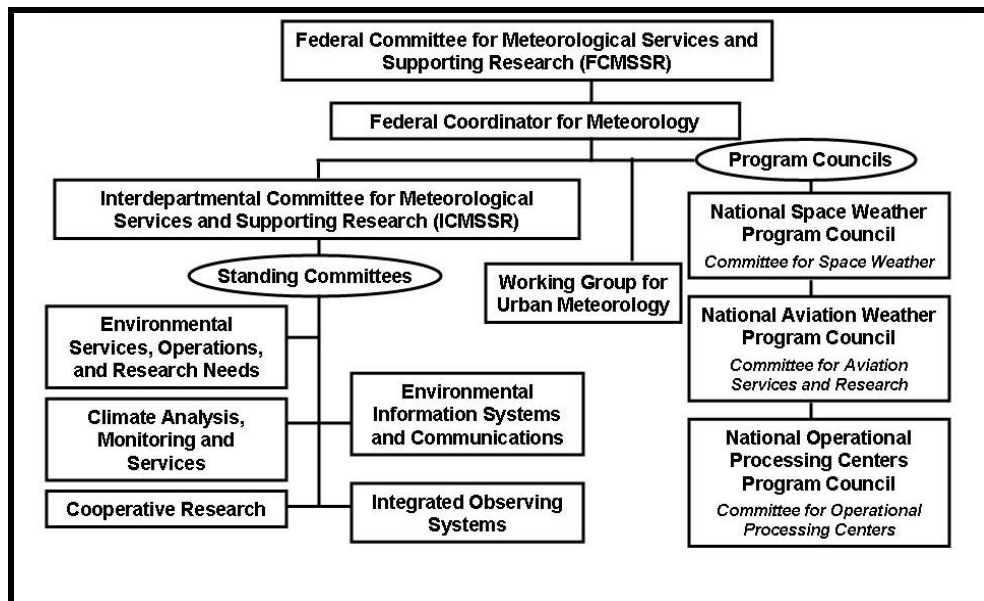 Federal Committee for Meteorological Services and
Supporting Research (FCMSSR)
Federal Coordinator for Meteorology
Program Councils
Interdepartmental Committee for Meteorological
Services and Supporting Research (ICMSSR)
National Space Weather
Program Council
Committee for Space Weather
Standing Committees
Working Group for
Urban Meteorology
National Aviation Weather
Program Council
Committee for Aviation
Services and Research
Environmental
Services, Operations,
and Research Needs
Environmental
Information Systems
and Communications
Climate Analysis,
Monitoring and
Services
National Operational
Processing Centers
Program Council
Committee for Operational
Processing Centers
Cooperative Research
Integrated Observing
Systems